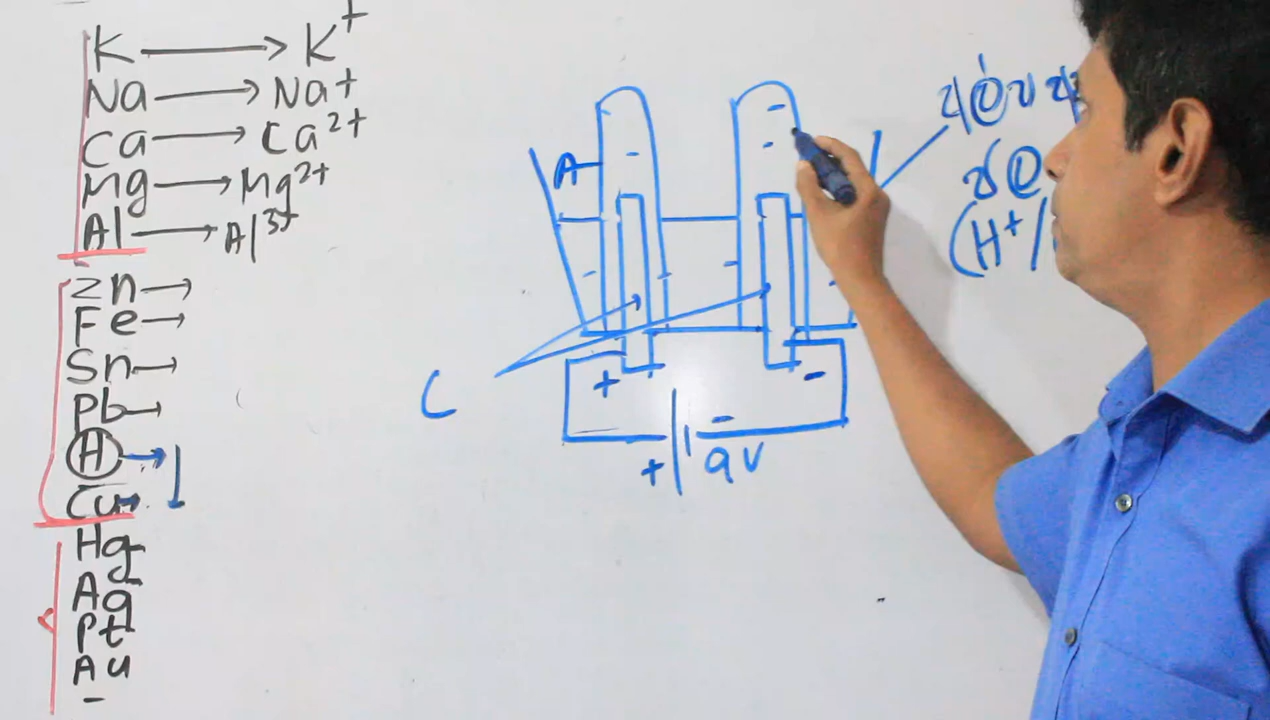 K → K+
Na → Na+
Ca → Ca2+
Mg → Mg2+
Al → Al3+
Zn →
Fe →
Sn →
Pb →
H →
Cu →
Hg
Ag
Pt
Au
A
C
+
-
+
-
9V
(H+/